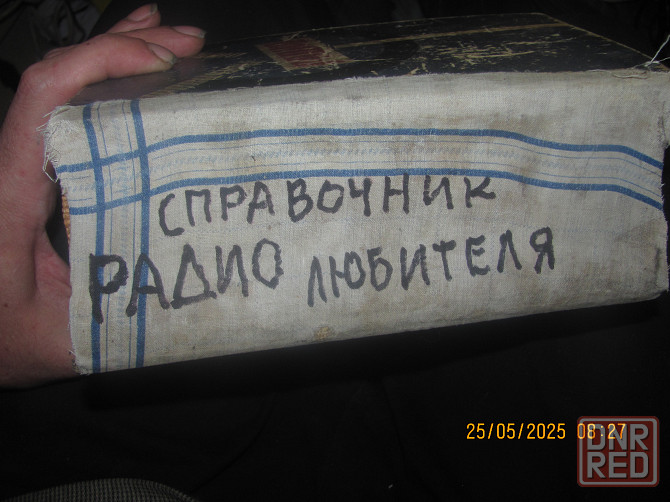 СПРАВОЧНИК
РАДИО ЛЮБИТЕЛЯ
25/05/2025 08:27
DNR
RED